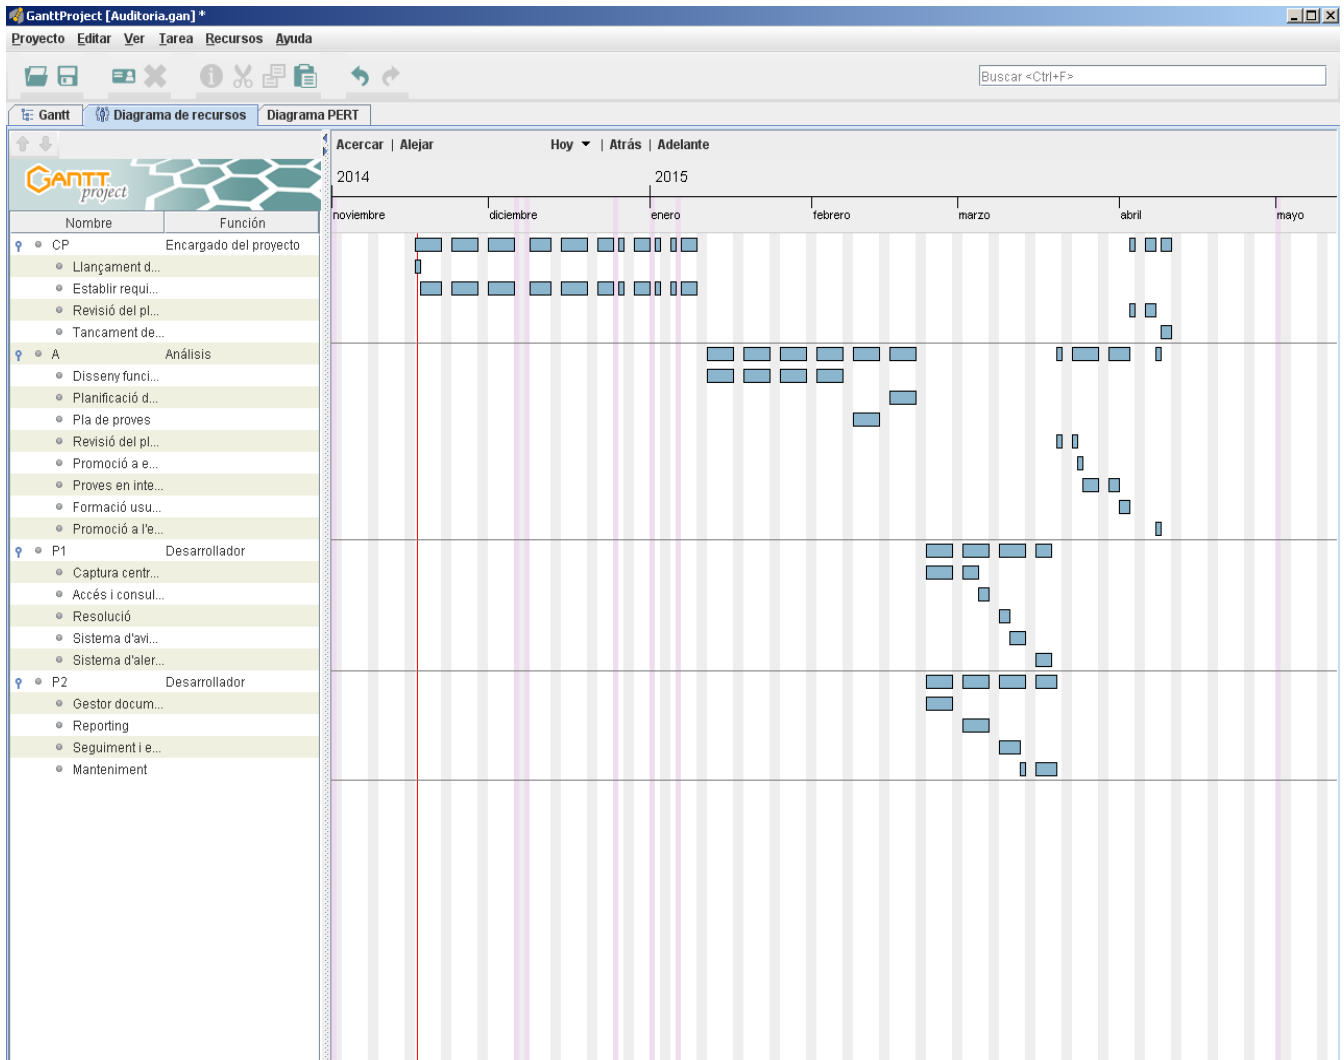 GanttProject [Auditoria.gan] *
Proyecto Editar Ver Tarea Recursos Ayuda
Buscar <Ctrl+F>
Gantt Diagrama de recursos Diagrama PERT
Acercar | Alejar Hoy | Atrás | Adelante
GANTT project
2014 2015
noviembre diciembre enero febrero marzo abril mayo
Nombre Función
CP Encargado del proyecto
Llançament d...
Establir requi...
Revisió del pl...
Tancament de...
A Análisis
Disseny funci...
Planificació d...
Pla de proves
Revisió del pl...
Promoció a e...
Proves en inte...
Formació usu...
Promoció a l'e...
P1 Desarrollador
Captura centr...
Accés i consul...
Resolució
Sistema d'avi...
Sistema d'aler...
P2 Desarrollador
Gestor docum...
Reporting
Seguiment i e...
Manteniment